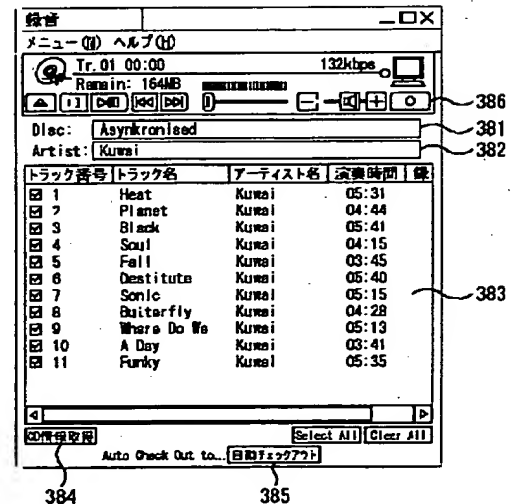 録音
メニュー(M) ヘルプ(H)
Tr.01 00:00 132kbps
Remain: 164MB
386
Disc: Asynkronised 381
Artist: Kuwai 382
トラック番号 トラック名 アーティスト名 演奏時間 録
1 Heat Kuwai 05:31
2 Planet Kuwai 04:44
3 Black Kuwai 05:41
4 Soul Kuwai 04:15
5 Fall Kuwai 03:45
6 Destitute Kuwai 05:40
7 Sonic Kuwai 05:15
383
8 Buiterfly Kuwai 04:28
9 Where Do We Kuwai 05:13
10 A Day Kuwai 03:41
11 Funky Kuwai 05:35
CD情報取得 Select All Clear All
Auto Check Out to... 自動チェックアウト
384 385